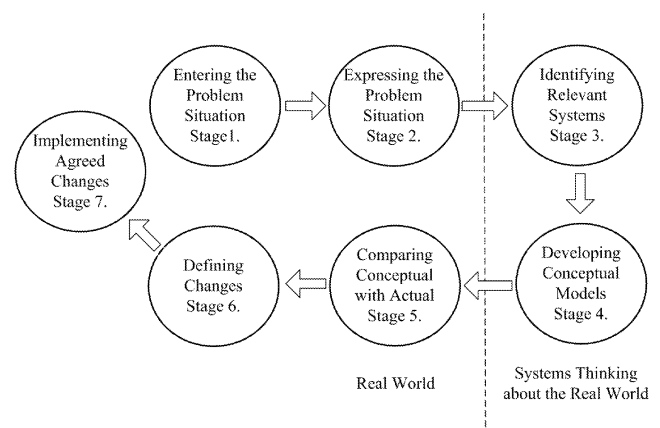 Entering the
Problem
Situation
Stage1.
Expressing the
Problem
Situation
Stage 2.
Identifying
Relevant
Systems
Stage 3.
Developing
Conceptual
Models
Stage 4.
Comparing
Conceptual
with Actual
Stage 5.
Defining
Changes
Stage 6.
Implementing
Agreed
Changes
Stage 7.
Real World
Systems Thinking
about the Real World